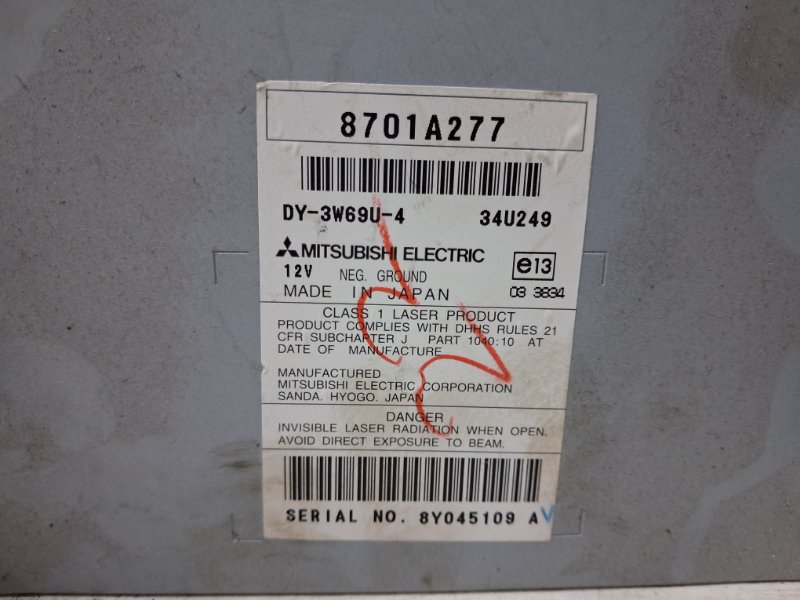 8701A277
DY-3W69U-4 34U249
MITSUBISHI ELECTRIC e13
12V NEG. GROUND
MADE IN JAPAN 03 3834
CLASS 1 LASER PRODUCT
PRODUCT COMPLIES WITH DHHS RULES 21
CFR SUBCHAPTER J PART 1040:10 AT
DATE OF MANUFACTURE
MANUFACTURED
MITSUBISHI ELECTRIC CORPORATION
SANDA. HYOGO. JAPAN
DANGER
INVISIBLE LASER RADIATION WHEN OPEN.
AVOID DIRECT EXPOSURE TO BEAM.
SERIAL NO. 8Y045109 A V